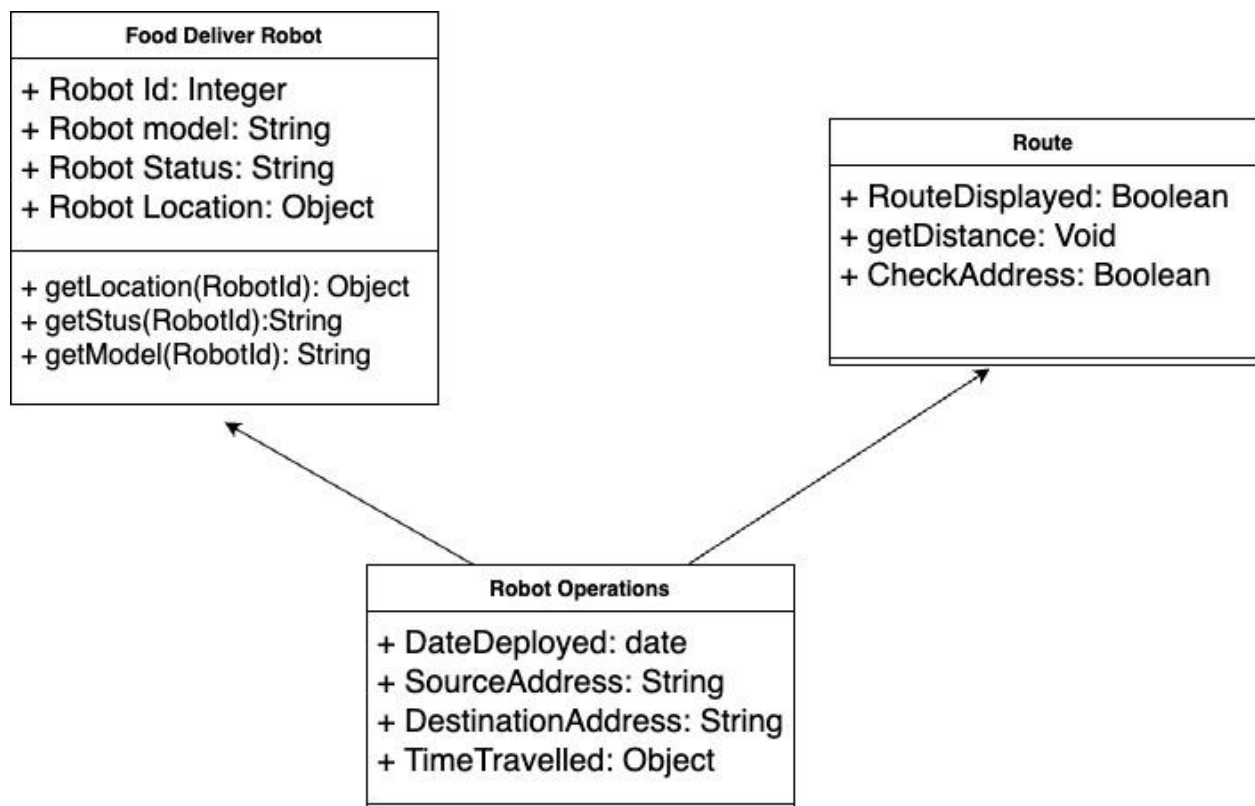 Food Deliver Robot
+ Robot Id: Integer
+ Robot model: String
+ Robot Status: String
+ Robot Location: Object
+ getLocation(RobotId): Object
+ getStus(RobotId):String
+ getModel(RobotId): String
Route
+ RouteDisplayed: Boolean
+ getDistance: Void
+ CheckAddress: Boolean
Robot Operations
+ DateDeployed: date
+ SourceAddress: String
+ DestinationAddress: String
+ TimeTravelled: Object